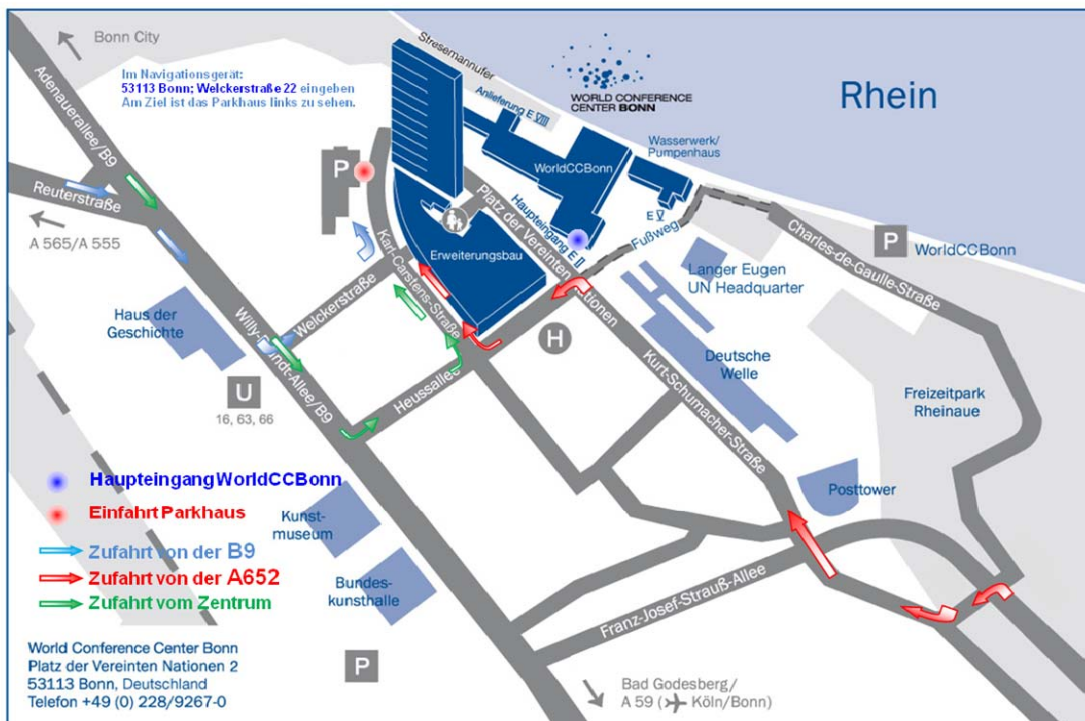 Bonn City
Adenauerallee/B9
Im Navigationsgerät:
53113 Bonn; Welckerstraße 22 eingeben
Am Ziel ist das Parkhaus links zu sehen.
Stresemannufer
Anlieferung E VIII
WORLD CONFERENCE
CENTER BONN
Rhein
Wasserwerk/
Pumpenhaus
WorldCCBonn
Reuterstraße
A 565/A 555
P
Platz der Vereinten Nationen
Haupteingang E II
E V
Fußweg
Charles-de-Gaulle-Straße
P
WorldCCBonn
Erweiterungsbau
Karl-Carstens-Straße
Langer Eugen
UN Headquarter
Haus der
Geschichte
Welckerstraße
Willy-Brandt-Allee/B9
H
Deutsche
Welle
Kurt-Schumacher-Straße
Heussallee
U
16, 63, 66
Freizeitpark
Rheinaue
Haupteingang WorldCCBonn
Einfahrt Parkhaus
Zufahrt von der B9
Zufahrt von der A652
Zufahrt vom Zentrum
Kunst-
museum
Bundes-
kunsthalle
Posttower
Franz-Josef-Strauß-Allee
P
World Conference Center Bonn
Platz der Vereinten Nationen 2
53113 Bonn, Deutschland
Telefon +49 (0) 228/9267-0
Bad Godesberg/
A 59 (Köln/Bonn)